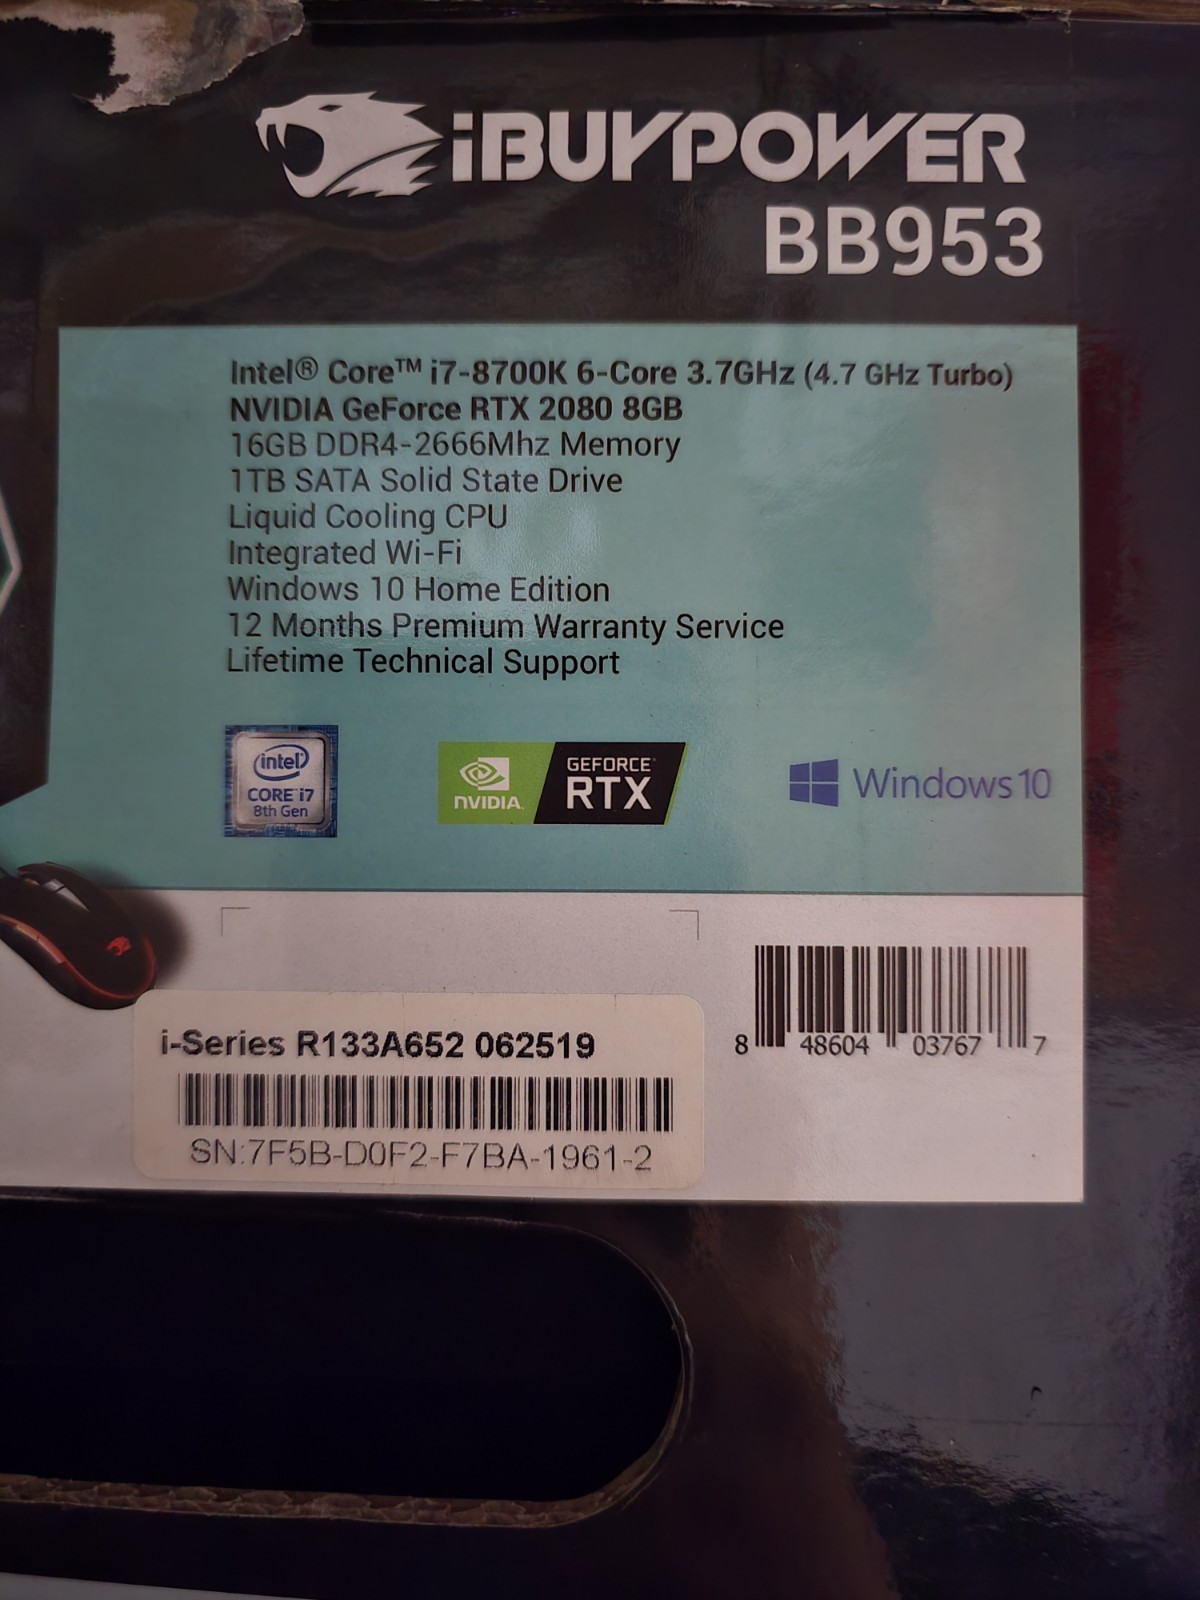 iBUYPOWER
BB953
Intel® Core™ i7-8700K 6-Core 3.7GHz (4.7 GHz Turbo)
NVIDIA GeForce RTX 2080 8GB
16GB DDR4-2666Mhz Memory
1TB SATA Solid State Drive
Liquid Cooling CPU
Integrated Wi-Fi
Windows 10 Home Edition
12 Months Premium Warranty Service
Lifetime Technical Support
intel®
CORE i7
8th Gen
NVIDIA.
GEFORCE®
RTX
Windows 10
i-Series R133A652 062519
SN:7F5B-D0F2-F7BA-1961-2
8 48604 03767 7